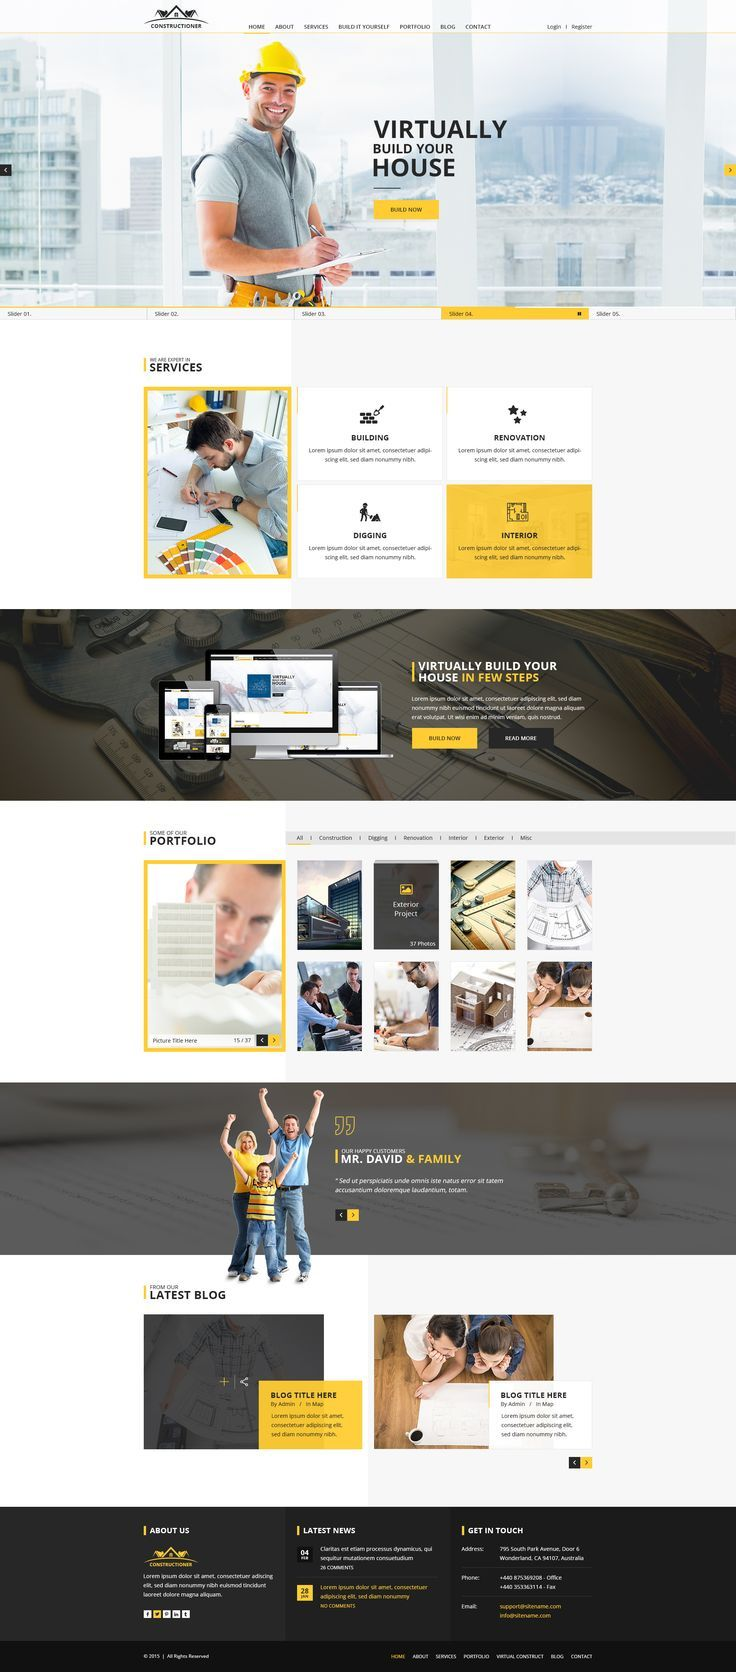 CONSTRUCTIONER
HOME ABOUT SERVICES BUILD IT YOURSELF PORTFOLIO BLOG CONTACT
Login | Register
VIRTUALLY
BUILD YOUR
HOUSE
BUILD NOW
Slider 01. Slider 02. Slider 03. Slider 04. Slider 05.
WE ARE EXPERT IN
SERVICES
BUILDING
Lorem ipsum dolor sit amet, consectetuer adipi-
scing elit, sed diam nonummy nibh.
RENOVATION
Lorem ipsum dolor sit amet, consectetuer adipi-
scing elit, sed diam nonummy nibh.
DIGGING
Lorem ipsum dolor sit amet, consectetuer adipi-
scing elit, sed diam nonummy nibh.
INTERIOR
Lorem ipsum dolor sit amet, consectetuer adipi-
scing elit, sed diam nonummy nibh.
VIRTUALLY
HOUSE
VIRTUALLY BUILD YOUR
HOUSE IN FEW STEPS
Lorem ipsum dolor sit amet, consectetuer adipiscing elit, sed diam
nonummy nibh euismod tincidunt ut laoreet dolore magna aliquam
erat volutpat. Ut wisi enim ad minim veniam, quis nostrud.
BUILD NOW READ MORE
SOME OF OUR
PORTFOLIO
All | Construction | Digging | Renovation | Interior | Exterior | Misc
Exterior
Project
37 Photos
Picture Title Here 15 / 37
OUR HAPPY CUSTOMERS
MR. DAVID & FAMILY
" Sed ut perspiciatis unde omnis iste natus error sit tatem
accusantium doloremque laudantium, totam.
FROM OUR
LATEST BLOG
BLOG TITLE HERE
By Admin / In Map
Lorem ipsum dolor sit amet,
consectetuer adipiscing elit,
sed diam nonummy nibh.
BLOG TITLE HERE
By Admin / In Map
Lorem ipsum dolor sit amet,
consectetuer adipiscing elit,
sed diam nonummy nibh.
ABOUT US
CONSTRUCTIONER
Lorem ipsum dolor sit amet, consectetuer adiscing
elit, sed diam nonummy nibh euismod tincidunt
laoreet dolore magna aliquam.
LATEST NEWS
04
FEB
Claritas est etiam processus dynamicus, qui
sequitur mutationem consuetudium
26 COMMENTS
28
JAN
Lorem ipsum dolor sit amet, consectetuer
adipiscing elit, sed diam nonummy
NO COMMENTS
GET IN TOUCH
Address: 795 South Park Avenue, Door 6
Wonderland, CA 94107, Australia
Phone: +440 875369208 - Office
+440 353363114 - Fax
Email: support@sitename.com
info@sitename.com
© 2015 | All Rights Reserved
HOME ABOUT SERVICES PORTFOLIO VIRTUAL CONSTRUCT BLOG CONTACT